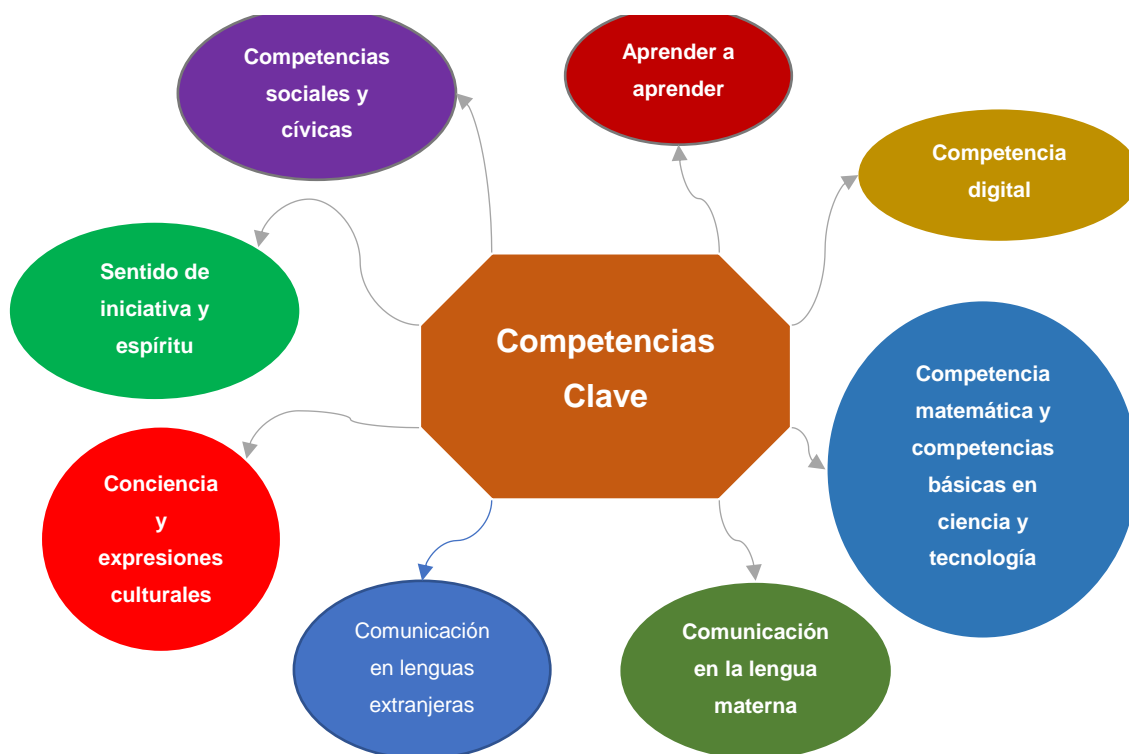 Competencias
sociales y
cívicas
Aprender a
aprender
Competencia
digital
Sentido de
iniciativa y
espíritu
Competencias
Clave
Competencia
matemática y
competencias
básicas en
ciencia y
tecnología
Conciencia
y
expresiones
culturales
Comunicación
en lenguas
extranjeras
Comunicación
en la lengua
materna